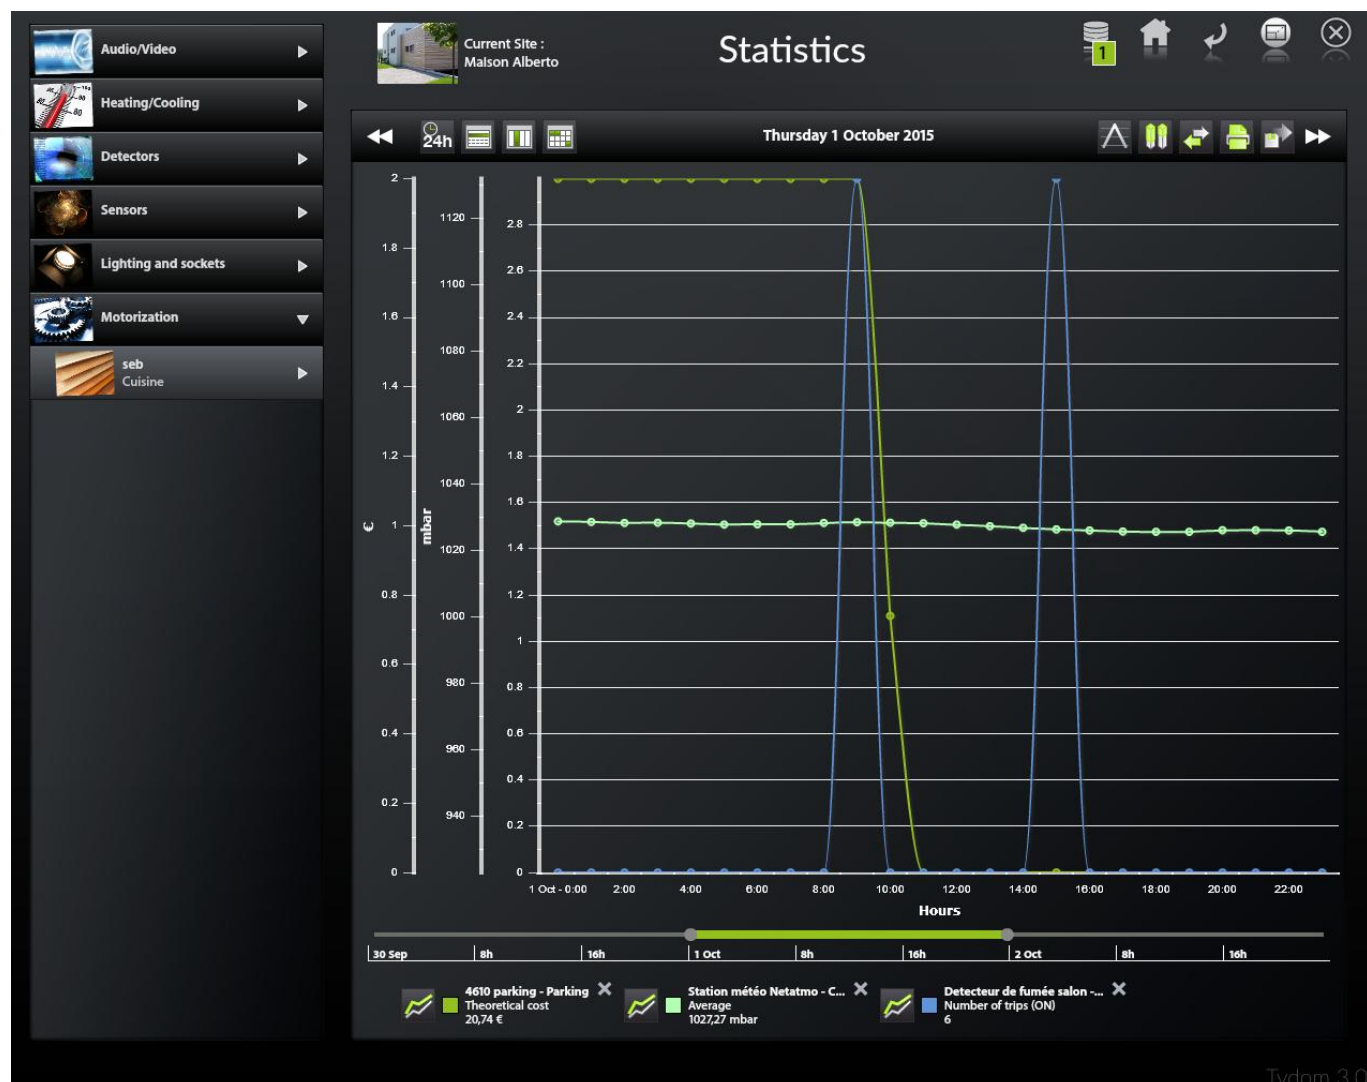 Audio/Video
Heating/Cooling
Detectors
Sensors
Lighting and sockets
Motorization
seb
Cuisine
Current Site :
Maison Alberto
Statistics
1
24h
Thursday 1 October 2015
€
2
1.8
1.6
1.4
1.2
1
0.8
0.6
0.4
0.2
0
mbar
1120
1100
1080
1060
1040
1020
1000
980
960
940
2.8
2.6
2.4
2.2
2
1.8
1.6
1.4
1.2
1
0.8
0.6
0.4
0.2
0
1 Oct - 0:00 2:00 4:00 6:00 8:00 10:00 12:00 14:00 16:00 18:00 20:00 22:00
Hours
30 Sep 8h 16h 1 Oct 8h 16h 2 Oct 8h 16h
4610 parking - Parking
Theoretical cost
20,74 €
Station météo Netatmo - C...
Average
1027,27 mbar
Detecteur de fumée salon -...
Number of trips (ON)
6
Tydom 3.0